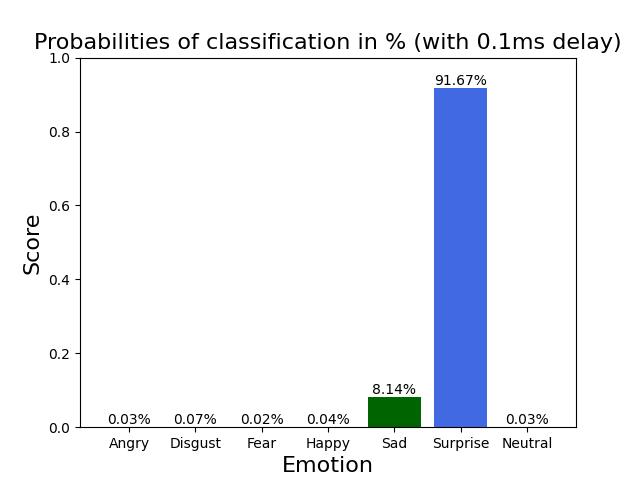 Probabilities of classification in % (with 0.1ms delay)
1.0
0.8
0.6
0.4
0.2
0.0
Score
91.67%
8.14%
0.03% 0.07% 0.02% 0.04% 0.03%
Angry Disgust Fear Happy Sad Surprise Neutral
Emotion